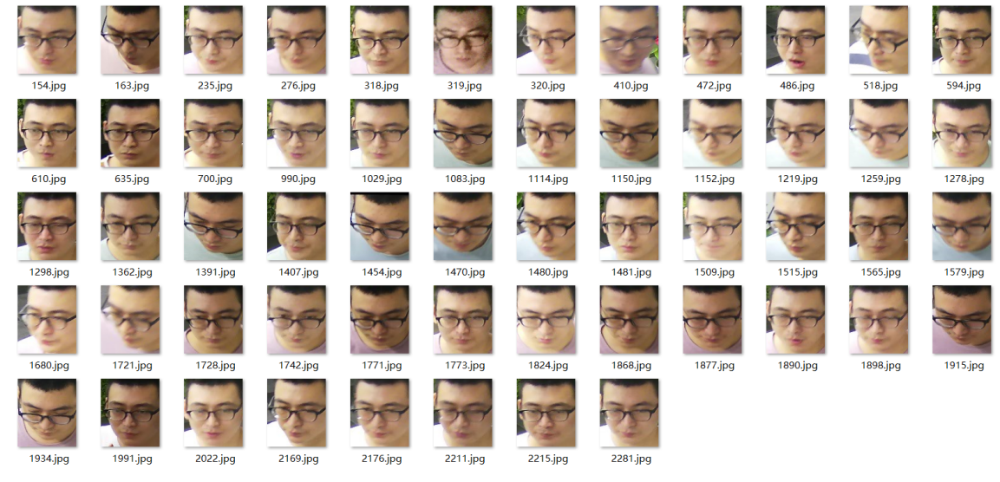 154.jpg 163.jpg 235.jpg 276.jpg 318.jpg 319.jpg 320.jpg 410.jpg 472.jpg 486.jpg 518.jpg 594.jpg
610.jpg 635.jpg 700.jpg 990.jpg 1029.jpg 1083.jpg 1114.jpg 1150.jpg 1152.jpg 1219.jpg 1259.jpg 1278.jpg
1298.jpg 1362.jpg 1391.jpg 1407.jpg 1454.jpg 1470.jpg 1480.jpg 1481.jpg 1509.jpg 1515.jpg 1565.jpg 1579.jpg
1680.jpg 1721.jpg 1728.jpg 1742.jpg 1771.jpg 1773.jpg 1824.jpg 1868.jpg 1877.jpg 1890.jpg 1898.jpg 1915.jpg
1934.jpg 1991.jpg 2022.jpg 2169.jpg 2176.jpg 2211.jpg 2215.jpg 2281.jpg